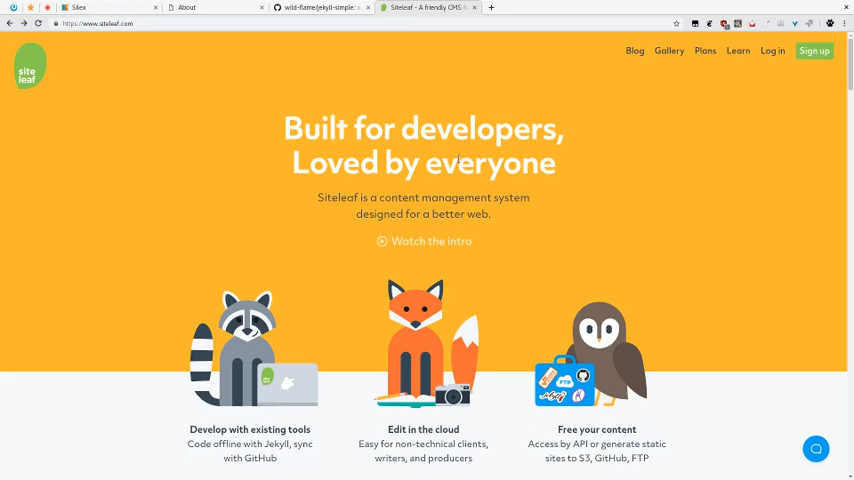 Silex
About
wild-flame/jekyll-simple: a
Siteleaf - A friendly CMS f
https://www.siteleaf.com
site
leaf
Blog
Gallery
Plans
Learn
Log in
Sign up
Built for developers,
Loved by everyone
Siteleaf is a content management system
designed for a better web.
Watch the intro
FTP
Develop with existing tools
Code offline with Jekyll, sync
with GitHub
Edit in the cloud
Easy for non-technical clients,
writers, and producers
Free your content
Access by API or generate static
sites to S3, GitHub, FTP